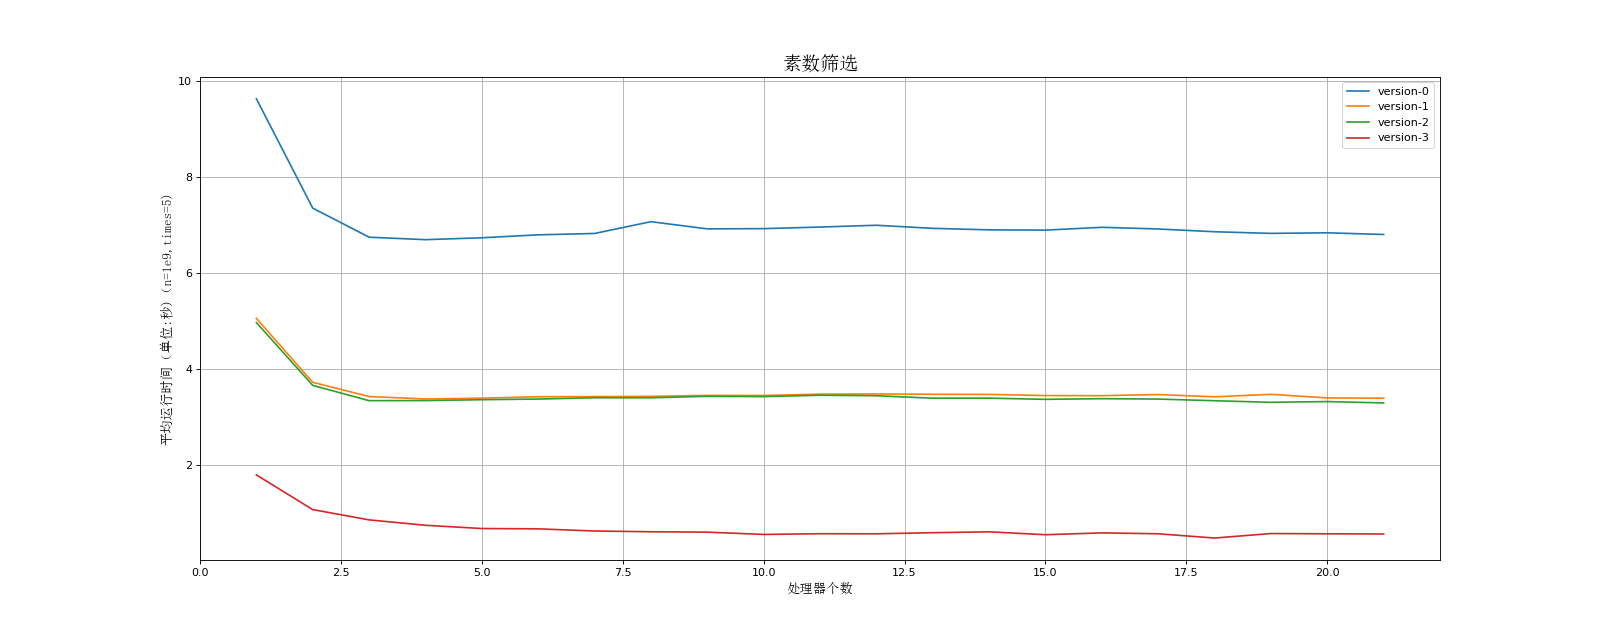 素数筛选
version-0
version-1
version-2
version-3
平均运行时间（单位:秒）(n=1e9,times=5)
10
8
6
4
2
0.0 2.5 5.0 7.5 10.0 12.5 15.0 17.5 20.0
处理器个数